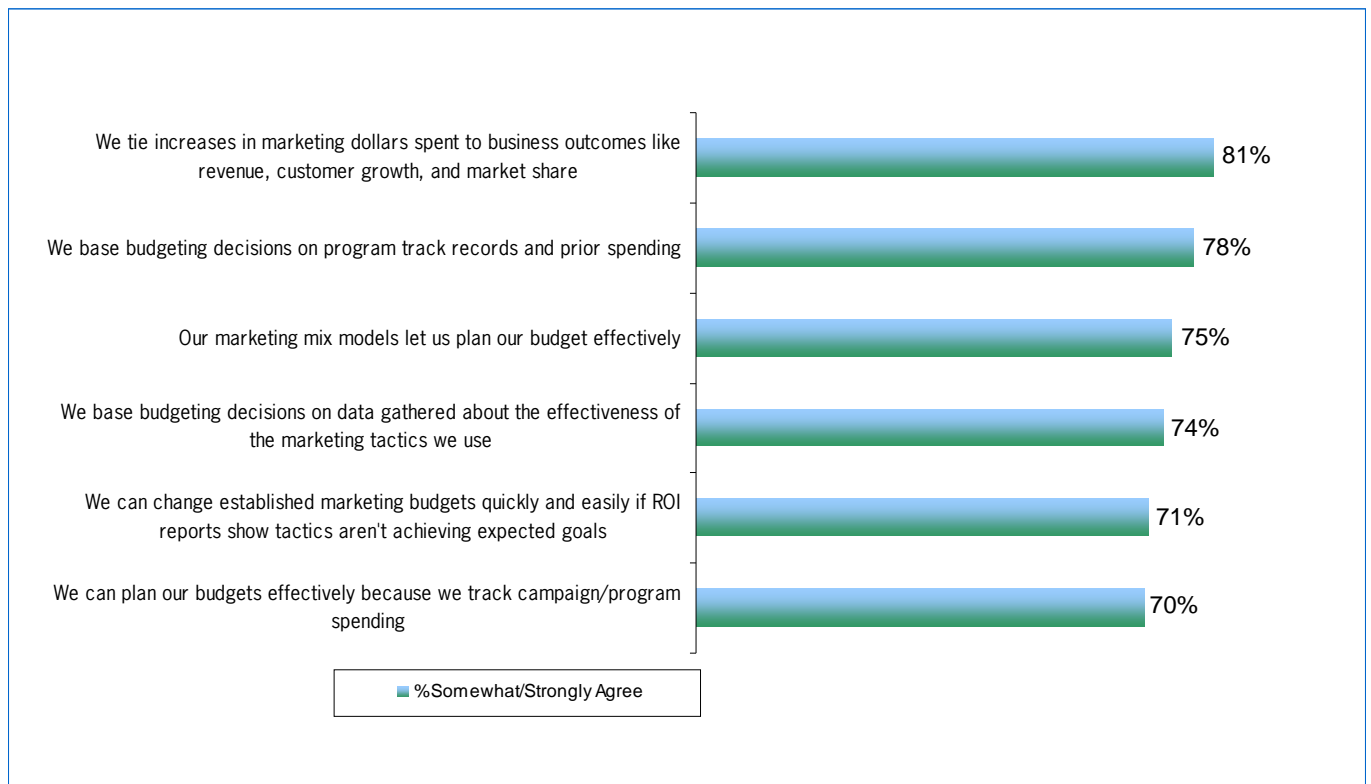 We tie increases in marketing dollars spent to business outcomes like
revenue, customer growth, and market share
81%
We base budgeting decisions on program track records and prior spending
78%
Our marketing mix models let us plan our budget effectively
75%
We base budgeting decisions on data gathered about the effectiveness of
the marketing tactics we use
74%
We can change established marketing budgets quickly and easily if ROI
reports show tactics aren't achieving expected goals
71%
We can plan our budgets effectively because we track campaign/program
spending
70%
%Somewhat/Strongly Agree